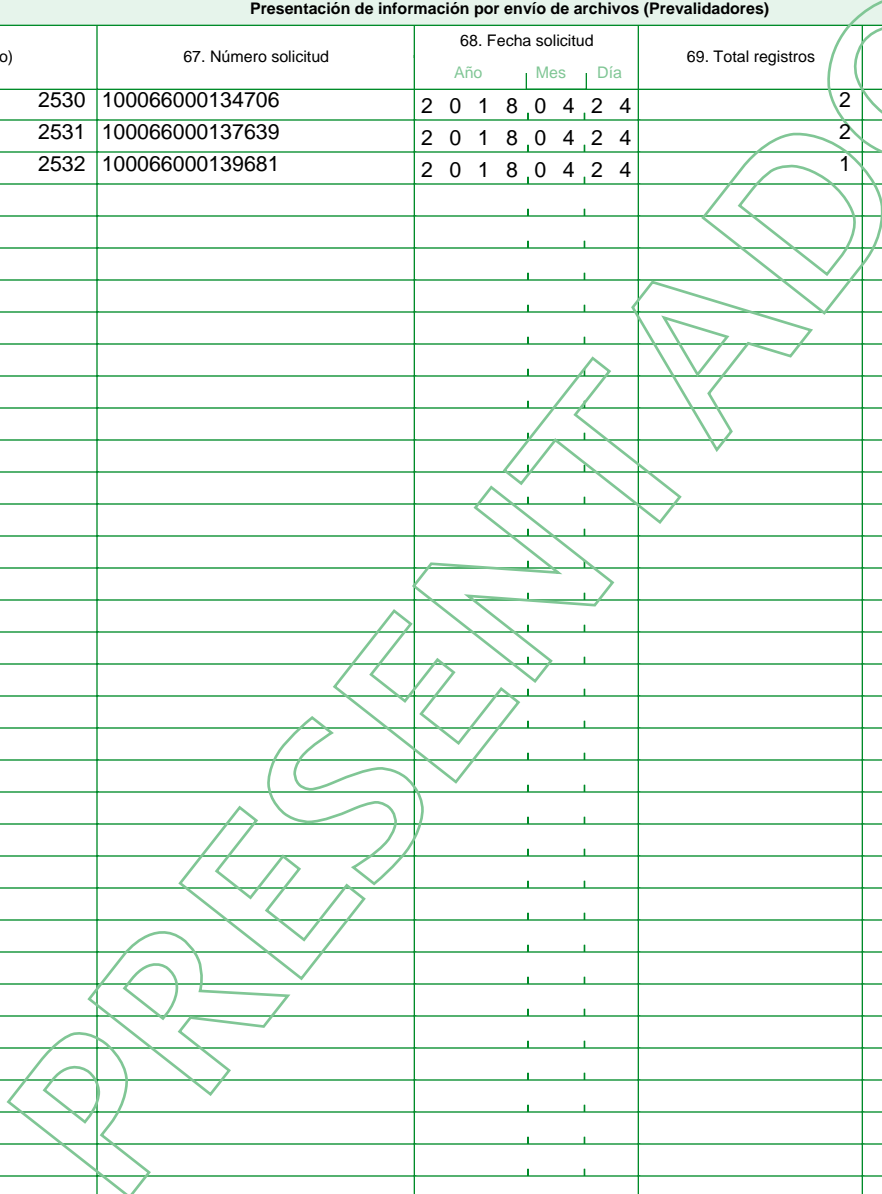 Presentación de información por envío de archivos (Prevalidadores)
o) 67. Número solicitud 68. Fecha solicitud 69. Total registros
Año Mes Día
2530 100066000134706 2 0 1 8 0 4 2 4 2
2531 100066000137639 2 0 1 8 0 4 2 4 2
2532 100066000139681 2 0 1 8 0 4 2 4 1
PRESENTADO